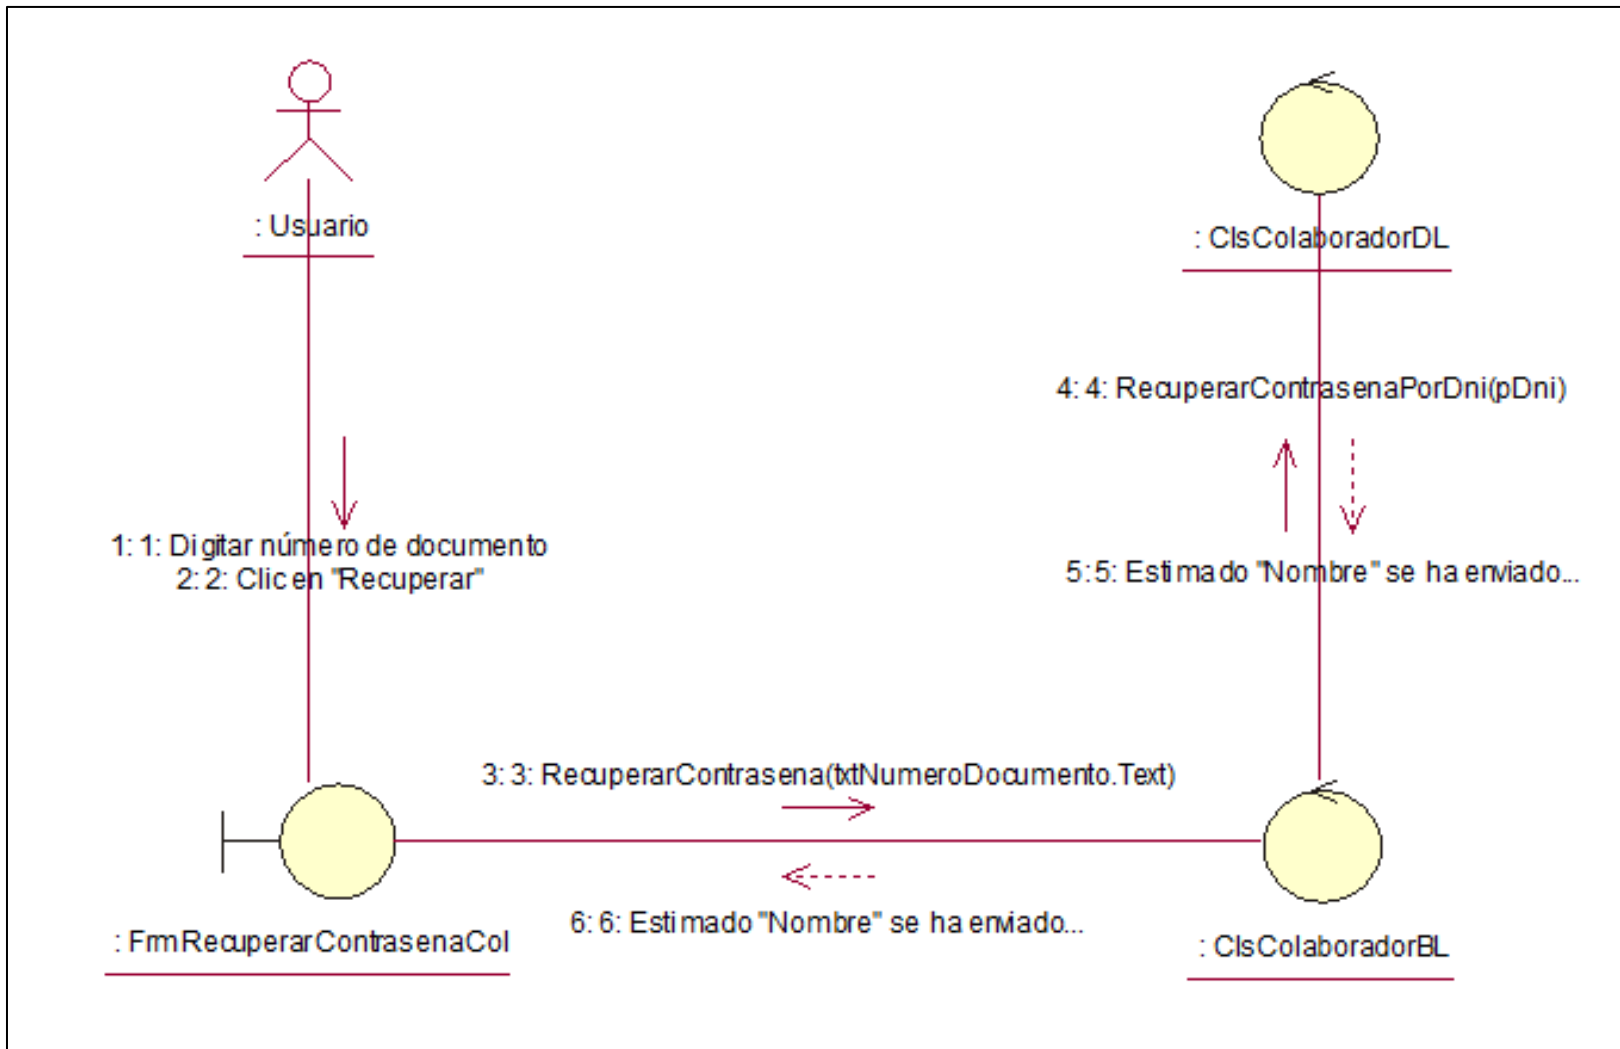 : Usuario
: ClsColaboradorDL
4: 4: RecuperarContrasenaPorDni(pDni)
1: 1: Digitar número de documento
2: 2: Clic en "Recuperar"
5: 5: Estimado "Nombre" se ha enviado...
3: 3: RecuperarContrasena(txtNumeroDocumento.Text)
6: 6: Estimado "Nombre" se ha enviado...
: FrmRecuperarContrasenaCol
: ClsColaboradorBL